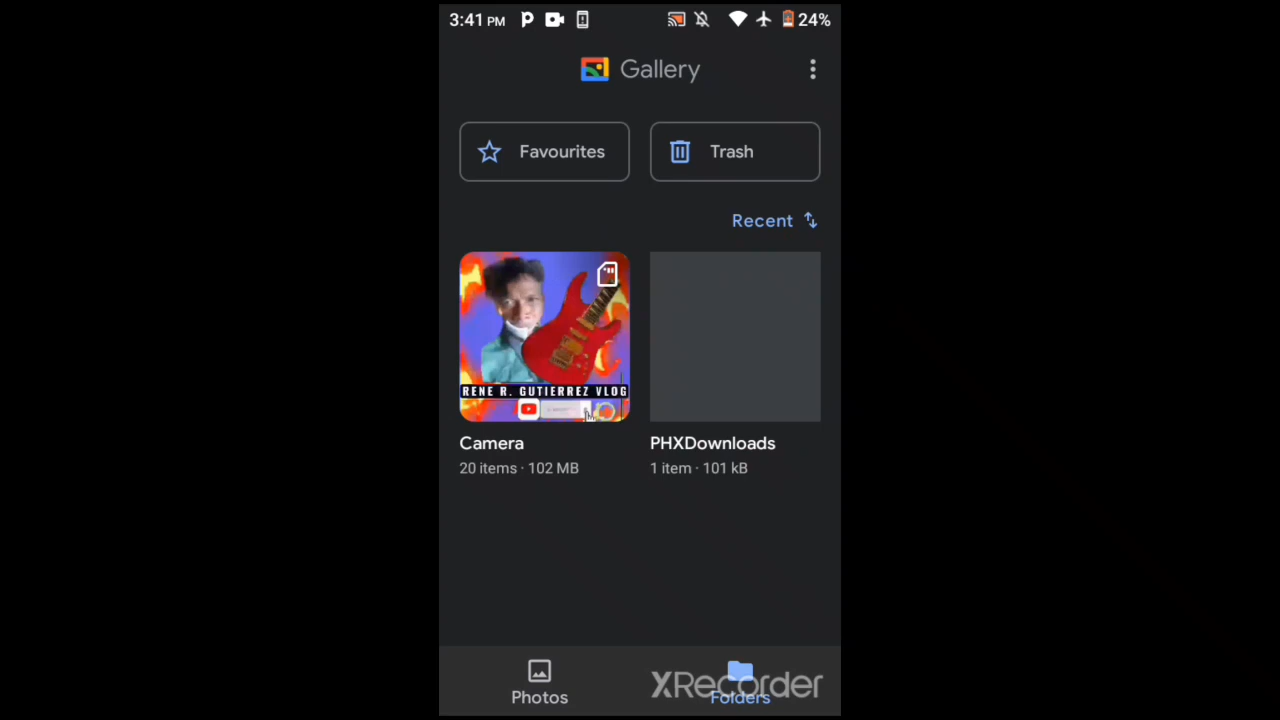 3:41 PM
24%
Gallery
Favourites
Trash
Recent
RENE R. GUTIERREZ VLOG
Camera
PHXDownloads
20 items · 102 MB
1 item · 101 kB
Photos
Folders
XRecorder